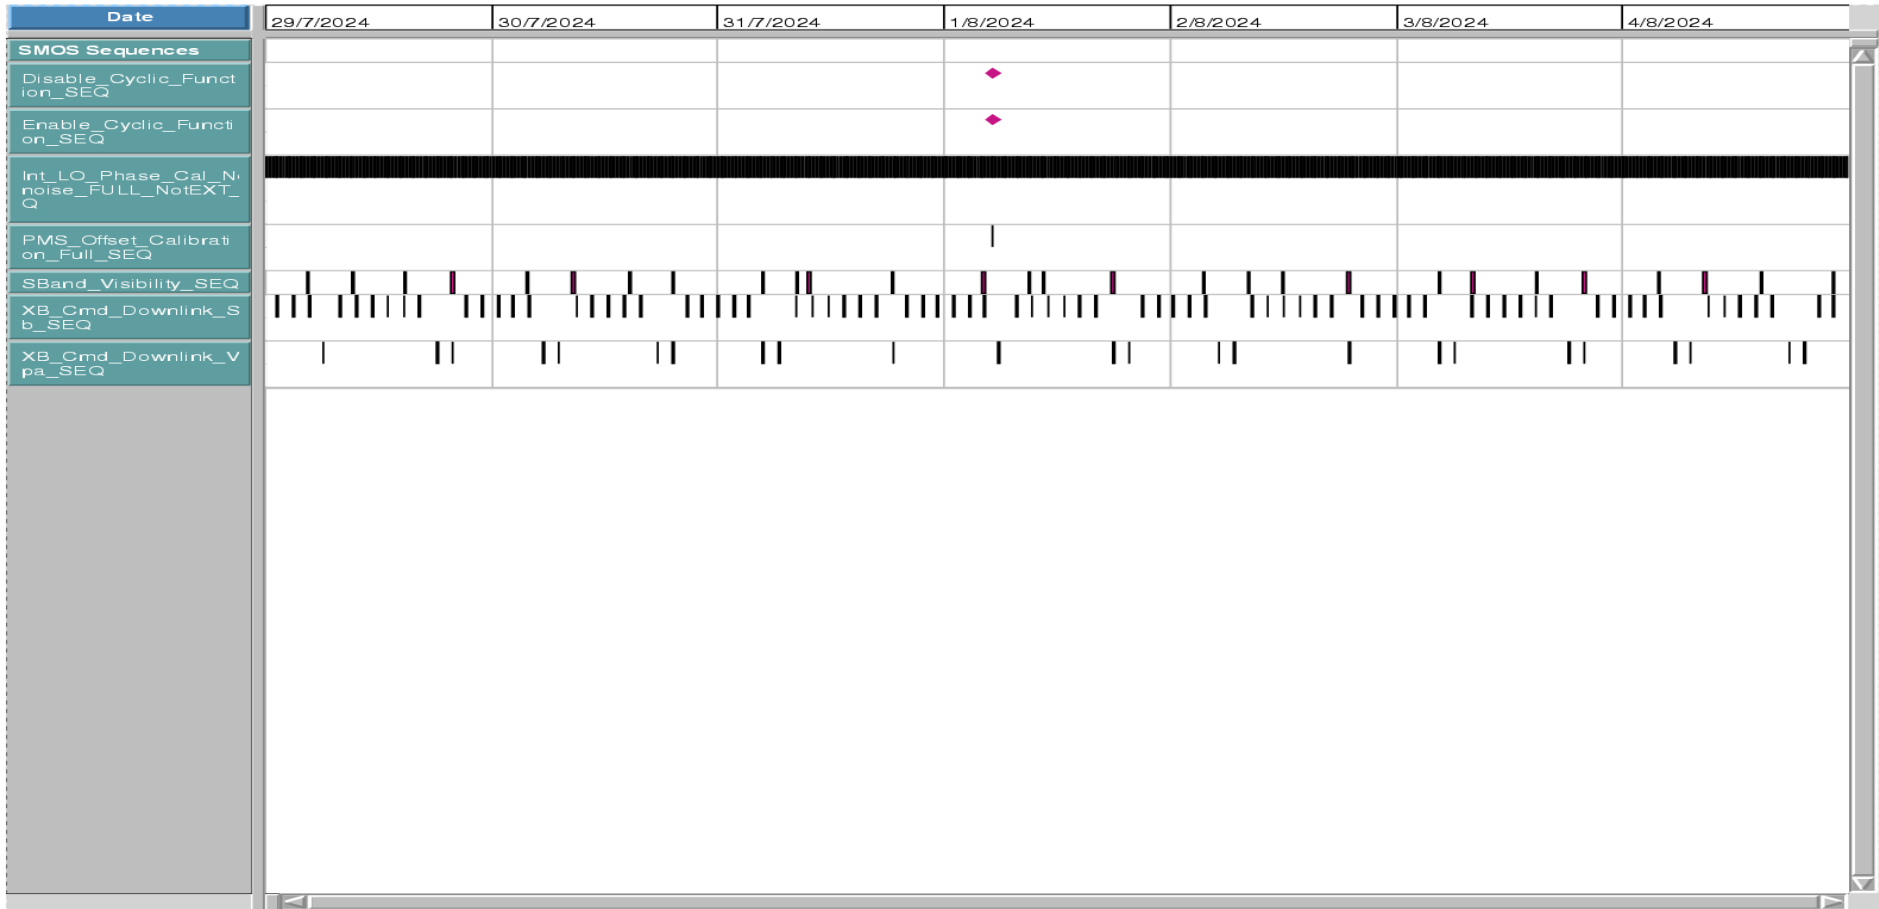 Date
29/7/2024 30/7/2024 31/7/2024 1/8/2024 2/8/2024 3/8/2024 4/8/2024
SMOS Sequences
Disable_Cyclic_Funct
ion_SEQ
Enable_Cyclic_Functi
on_SEQ
Int_LO_Phase_Cal_N
noise_FULL_NotEXT_
Q
PMS_Offset_Calibrati
on_Full_SEQ
SBand_Visibility_SEQ
XB_Cmd_Downlink_S
b_SEQ
XB_Cmd_Downlink_V
pa_SEQ